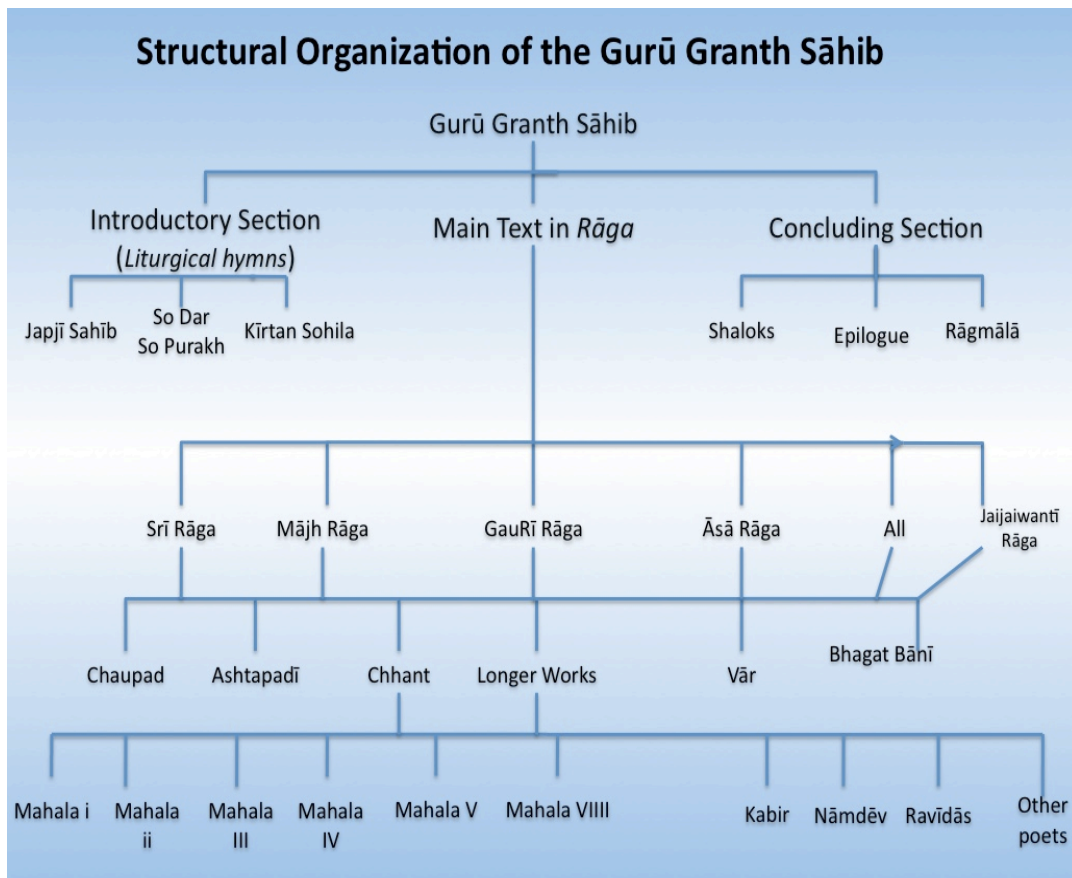 Structural Organization of the Gurū Granth Sāhib
Gurū Granth Sāhib
Introductory Section
(Liturgical hymns)
Main Text in Rāga
Concluding Section
Japjī Sahīb
So Dar
So Purakh
Kīrtan Sohila
Shaloks
Epilogue
Rāgmālā
Srī Rāga
Mājh Rāga
GauRī Rāga
Āsā Rāga
All
Jaijaiwantī
Rāga
Chaupad
Ashtapadī
Chhant
Longer Works
Vār
Bhagat Bānī
Mahala i
Mahala
ii
Mahala
III
Mahala
IV
Mahala V
Mahala VIIII
Kabir
Nāmdēv
Ravīdās
Other
poets